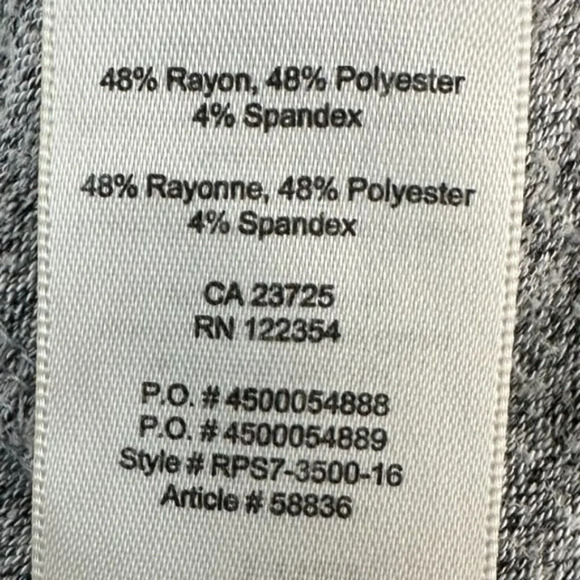 48% Rayon, 48% Polyester
4% Spandex
48% Rayonne, 48% Polyester
4% Spandex
CA 23725
RN 122354
P.O. # 4500054888
P.O. # 4500054889
Style # RPS7-3500-16
Article # 58836